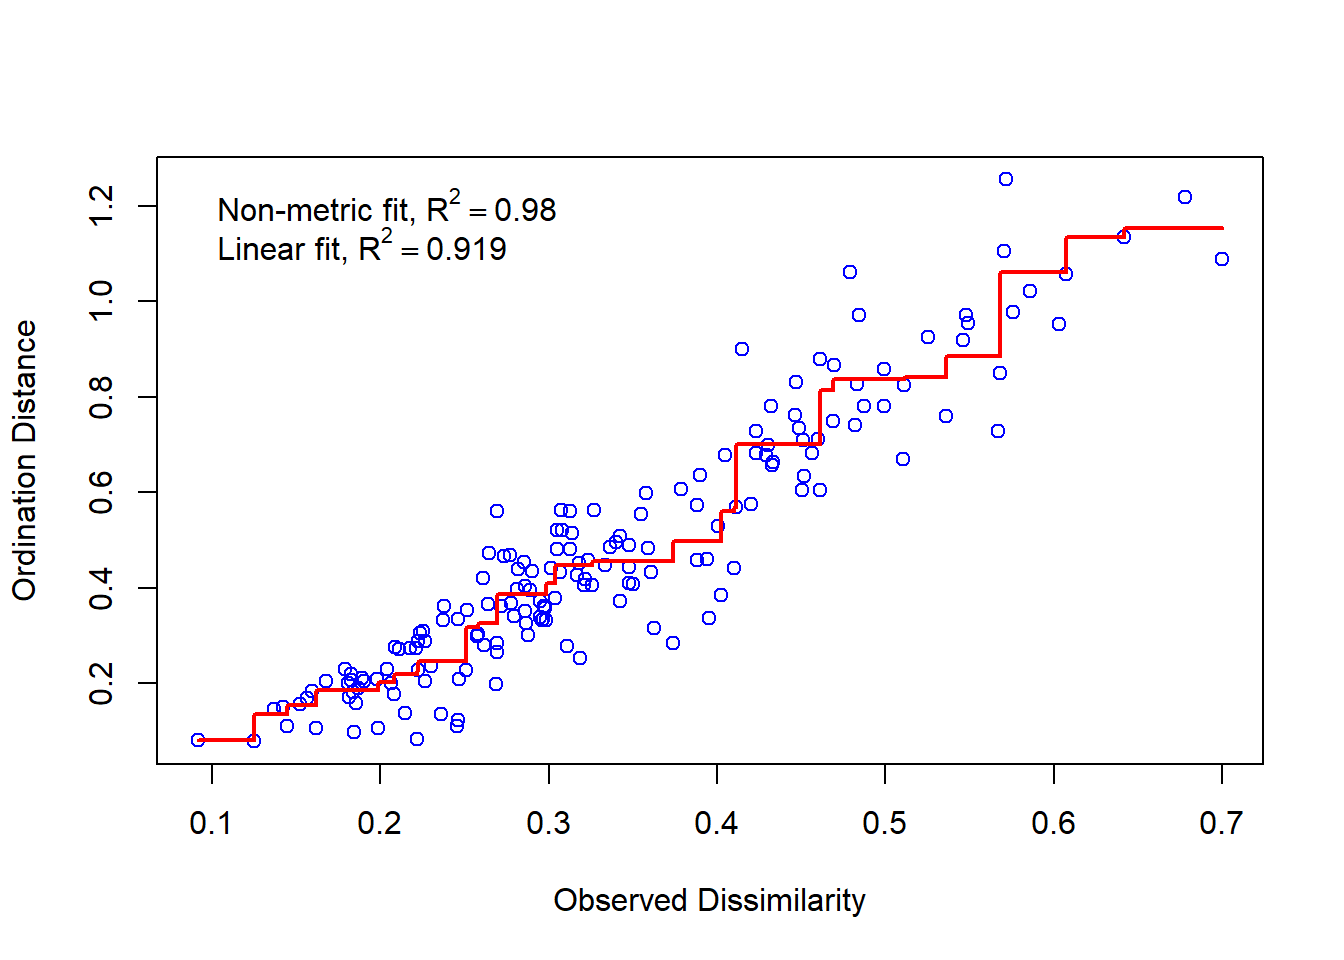 Non-metric fit, R² = 0.98
Linear fit, R² = 0.919
Ordination Distance
1.2
1.0
0.8
0.6
0.4
0.2
0.1 0.2 0.3 0.4 0.5 0.6 0.7
Observed Dissimilarity